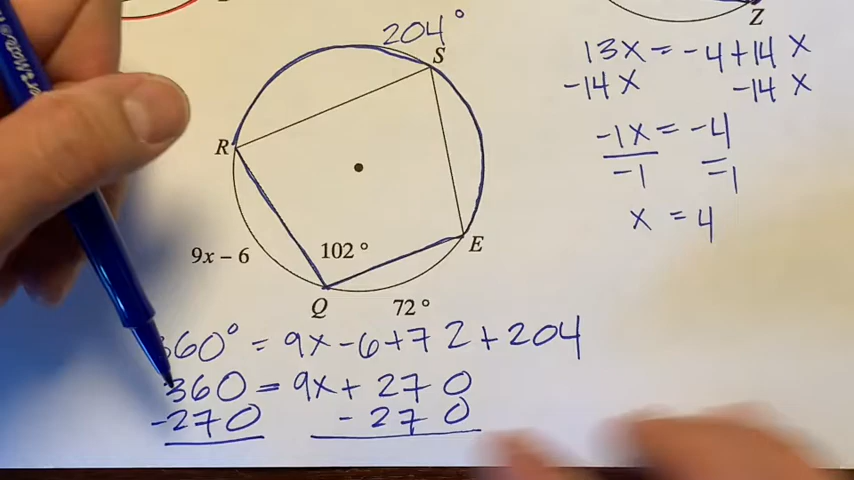 Z
204°
S
R
E
9x – 6
102°
Q
72°
13x = -4+14x
-14x -14x
-1x = -4
-1 -1
x = 4
360° = 9x-6+72+204
360 = 9x+ 270
-270 -270